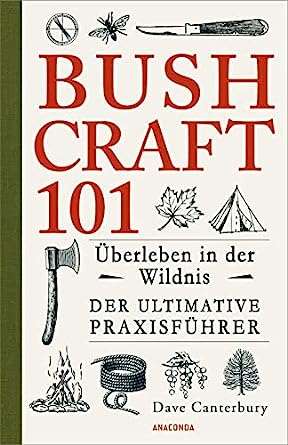 BUSH
CRAFT
101
Überleben in der
Wildnis
DER ULTIMATIVE
PRAXISFÜHRER
Dave Canterbury
ANACONDA